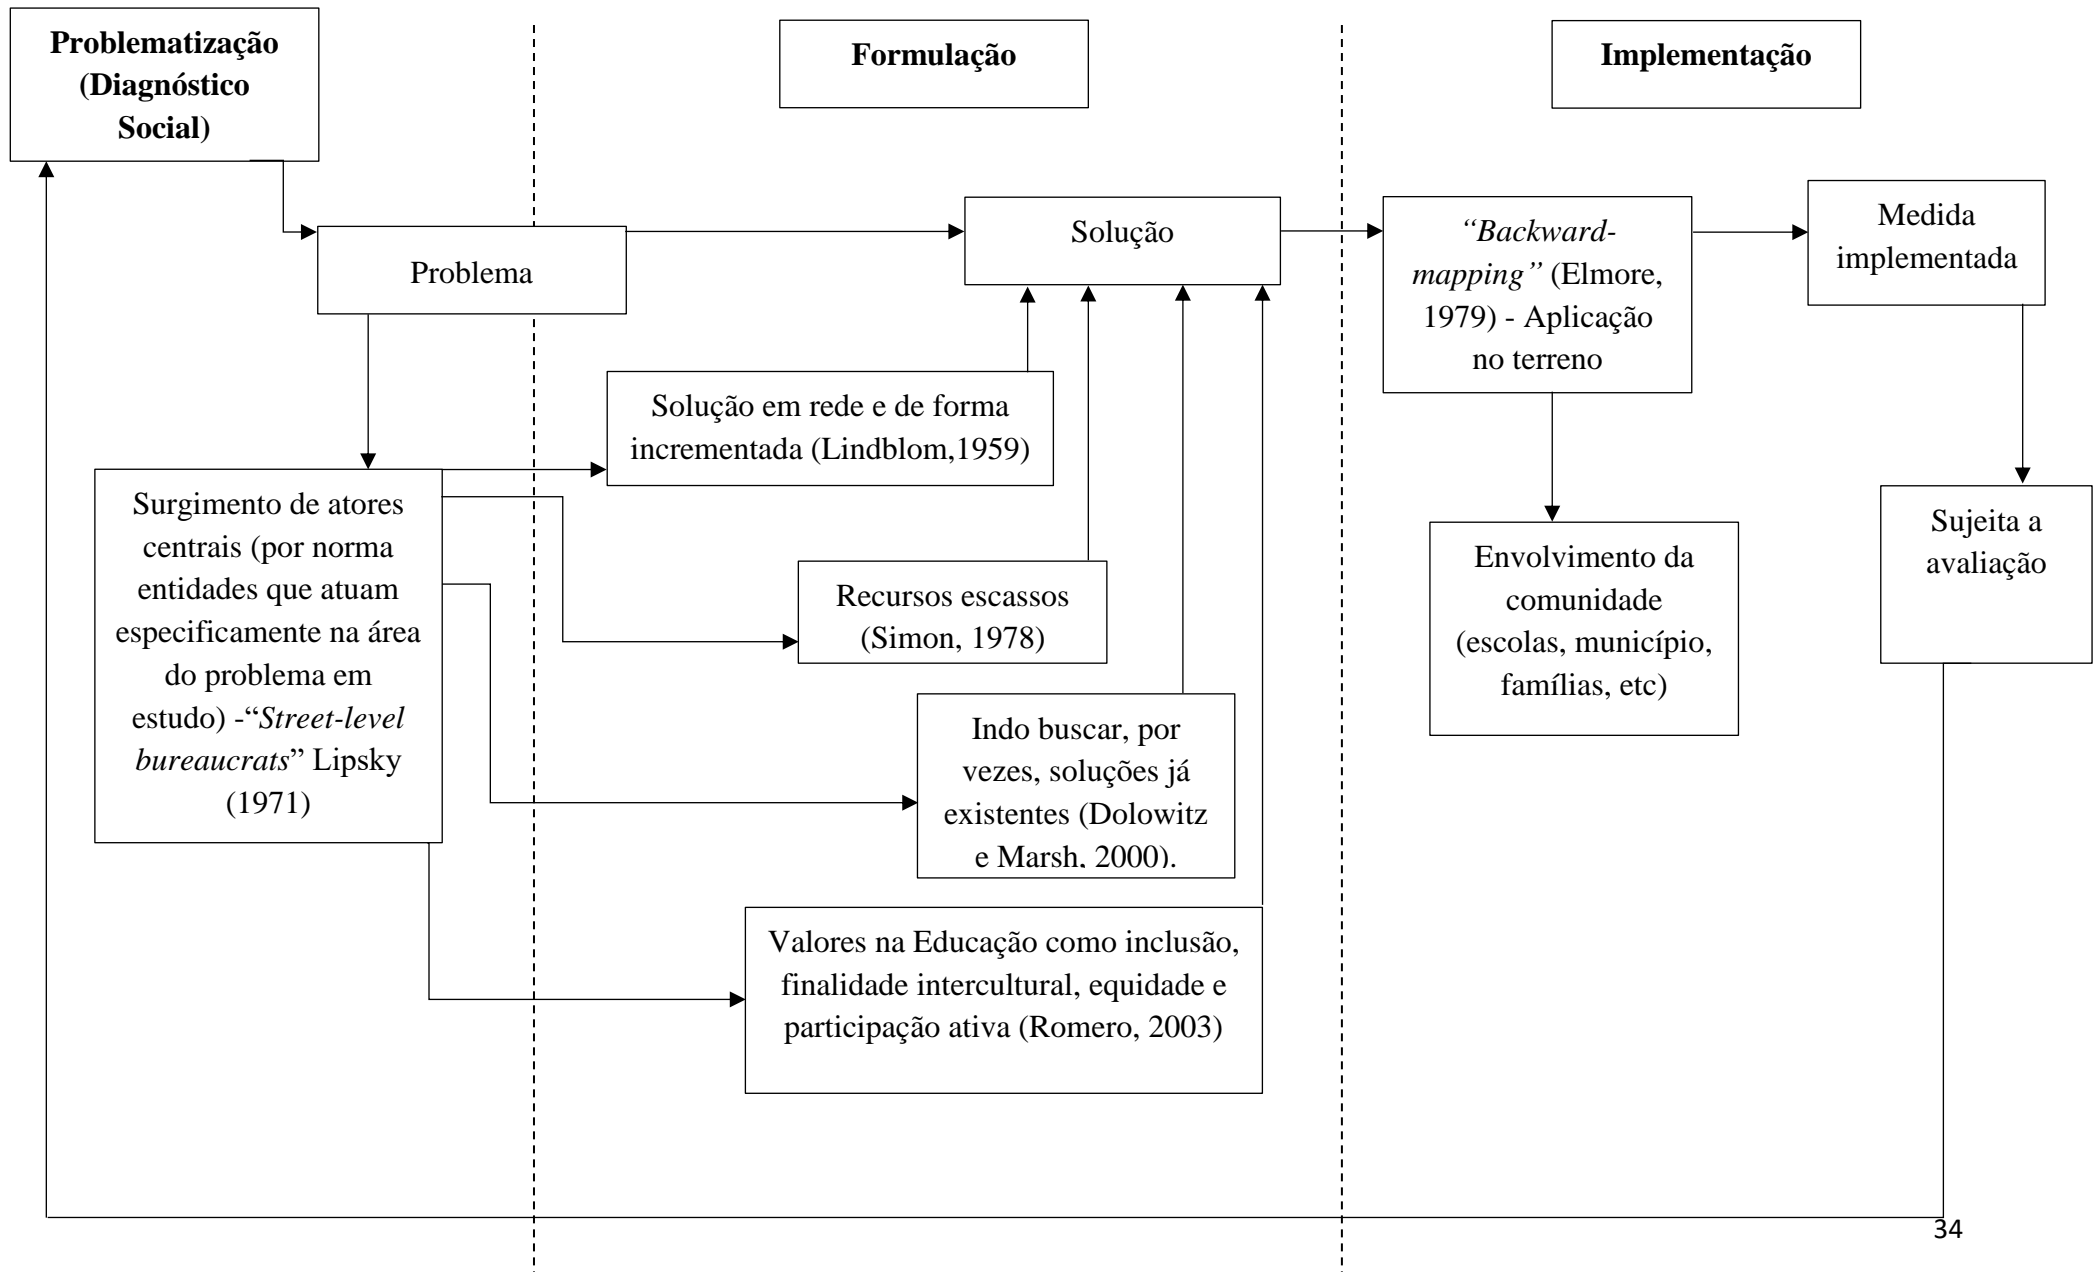 Problematização
(Diagnóstico
Social)
Formulação
Implementação
Problema
Solução
“Backward-
mapping” (Elmore,
1979) - Aplicação
no terreno
Medida
implementada
Solução em rede e de forma
incrementada (Lindblom,1959)
Surgimento de atores
centrais (por norma
entidades que atuam
especificamente na área
do problema em
estudo) -“Street-level
bureaucrats” Lipsky
(1971)
Recursos escassos
(Simon, 1978)
Envolvimento da
comunidade
(escolas, município,
famílias, etc)
Sujeita a
avaliação
Indo buscar, por
vezes, soluções já
existentes (Dolowitz
e Marsh, 2000).
Valores na Educação como inclusão,
finalidade intercultural, equidade e
participação ativa (Romero, 2003)
34